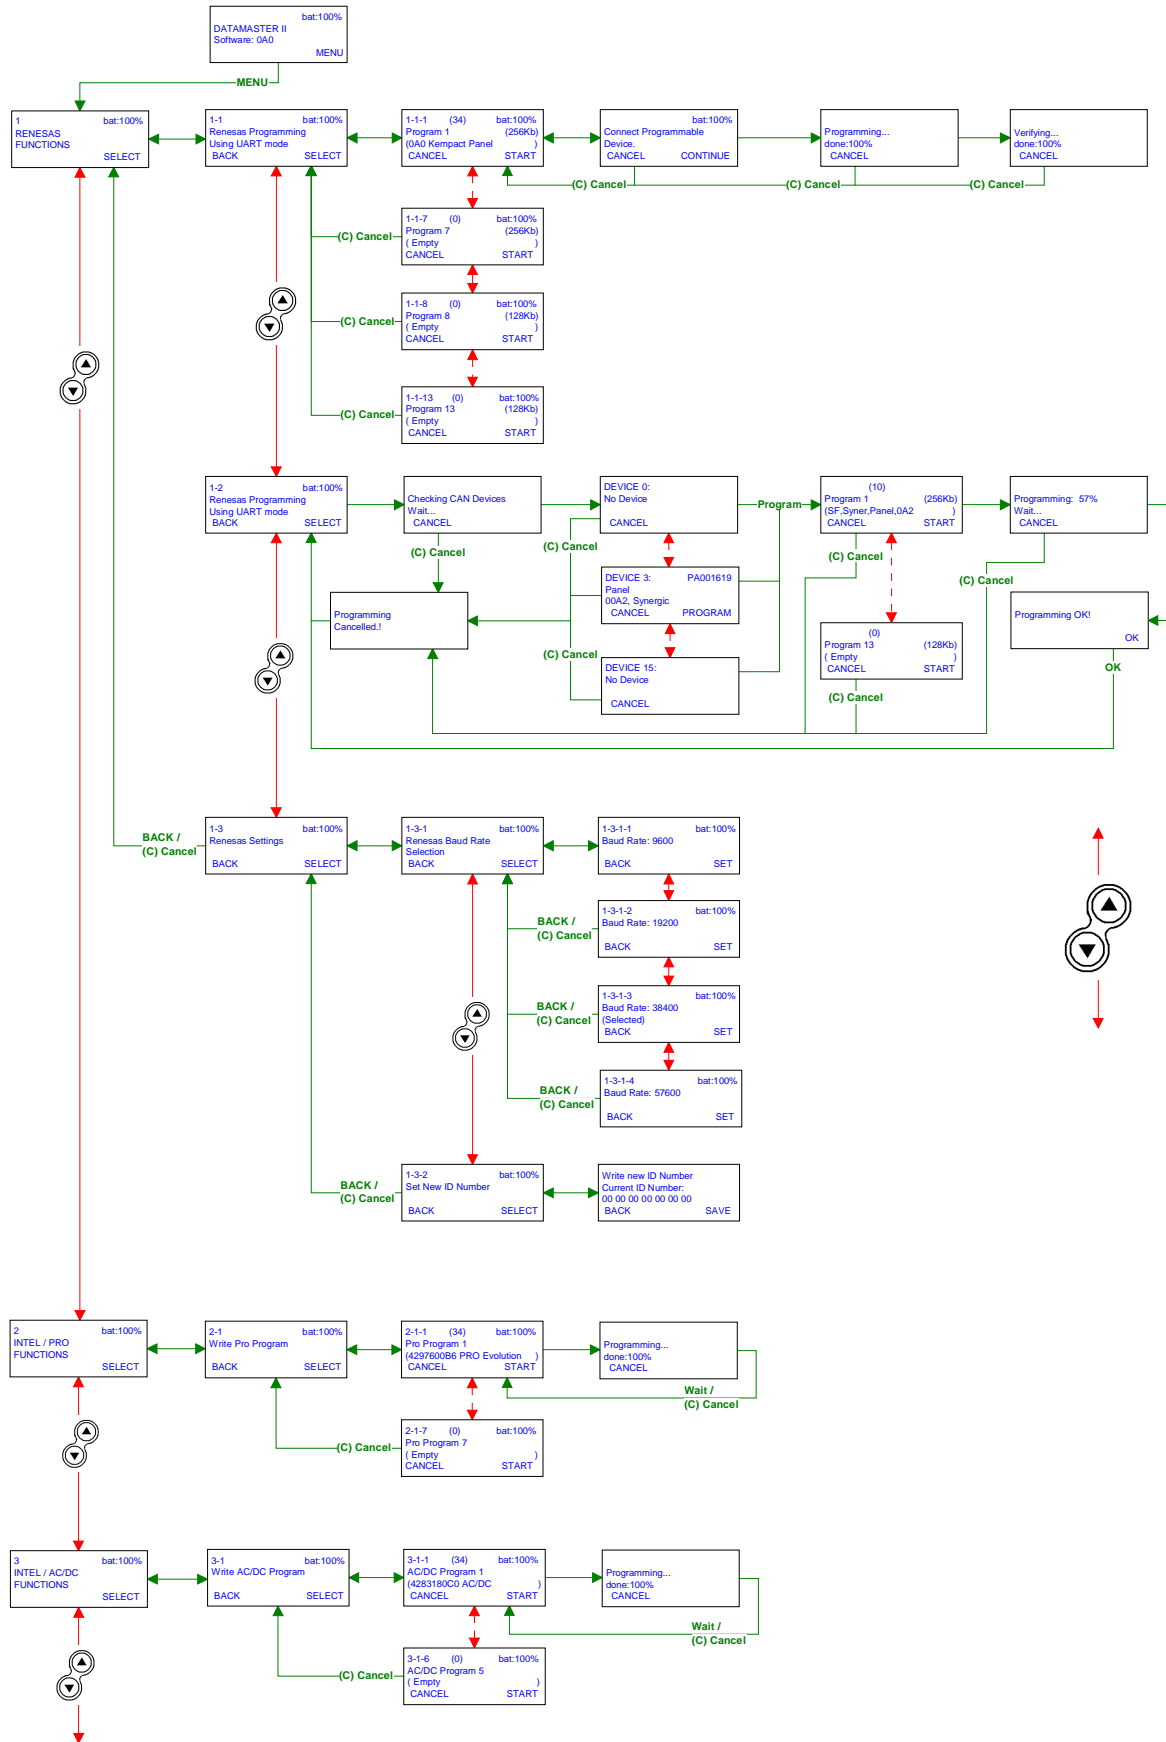 bat:100%
DATAMASTER II
Software: 0A0
MENU
MENU
1 bat:100%
RENESAS
FUNCTIONS
SELECT
1-1 bat:100%
Renesas Programming
Using UART mode
BACK SELECT
1-1-1 (34) bat:100%
Program 1 (256Kb)
(0A0 Kempact Panel )
CANCEL START
bat:100%
Connect Programmable
Device.
CANCEL CONTINUE
Programming...
done:100%
CANCEL
Verifying...
done:100%
CANCEL
(C) Cancel
(C) Cancel
(C) Cancel
1-1-7 (0) bat:100%
Program 7 (256Kb)
( Empty )
CANCEL START
(C) Cancel
1-1-8 (0) bat:100%
Program 8 (128Kb)
( Empty )
CANCEL START
(C) Cancel
1-1-13 (0) bat:100%
Program 13 (128Kb)
( Empty )
CANCEL START
(C) Cancel
1-2 bat:100%
Renesas Programming
Using UART mode
BACK SELECT
Checking CAN Devices
Wait...
CANCEL
(C) Cancel
DEVICE 0:
No Device
CANCEL
(C) Cancel
Program
(10)
Program 1 (256Kb)
(SF,Syner,Panel,0A2 )
CANCEL START
(C) Cancel
Programming: 57%
Wait...
CANCEL
(C) Cancel
Programming
Cancelled.!
DEVICE 3: PA001619
Panel
00A2, Synergic
CANCEL PROGRAM
(C) Cancel
DEVICE 15:
No Device
CANCEL
(0)
Program 13 (128Kb)
( Empty )
CANCEL START
(C) Cancel
Programming OK!
OK
OK
1-3 bat:100%
Renesas Settings
BACK SELECT
BACK /
(C) Cancel
1-3-1 bat:100%
Renesas Baud Rate
Selection
BACK SELECT
1-3-1-1 bat:100%
Baud Rate: 9600
BACK SET
1-3-1-2 bat:100%
Baud Rate: 19200
BACK SET
BACK /
(C) Cancel
1-3-1-3 bat:100%
Baud Rate: 38400
(Selected)
BACK SET
BACK /
(C) Cancel
1-3-1-4 bat:100%
Baud Rate: 57600
BACK SET
BACK /
(C) Cancel
1-3-2 bat:100%
Set New ID Number
BACK SELECT
BACK /
(C) Cancel
Write new ID Number
Current ID Number:
00 00 00 00 00 00 00
BACK SAVE
2 bat:100%
INTEL / PRO
FUNCTIONS
SELECT
2-1 bat:100%
Write Pro Program
BACK SELECT
2-1-1 (34) bat:100%
Pro Program 1
(4297600B6 PRO Evolution )
CANCEL START
Programming...
done:100%
CANCEL
Wait /
(C) Cancel
2-1-7 (0) bat:100%
Pro Program 7
( Empty )
CANCEL START
(C) Cancel
3 bat:100%
INTEL / AC/DC
FUNCTIONS
SELECT
3-1 bat:100%
Write AC/DC Program
BACK SELECT
3-1-1 (34) bat:100%
AC/DC Program 1
(4283180C0 AC/DC )
CANCEL START
Programming...
done:100%
CANCEL
Wait /
(C) Cancel
3-1-6 (0) bat:100%
AC/DC Program 5
( Empty )
CANCEL START
(C) Cancel